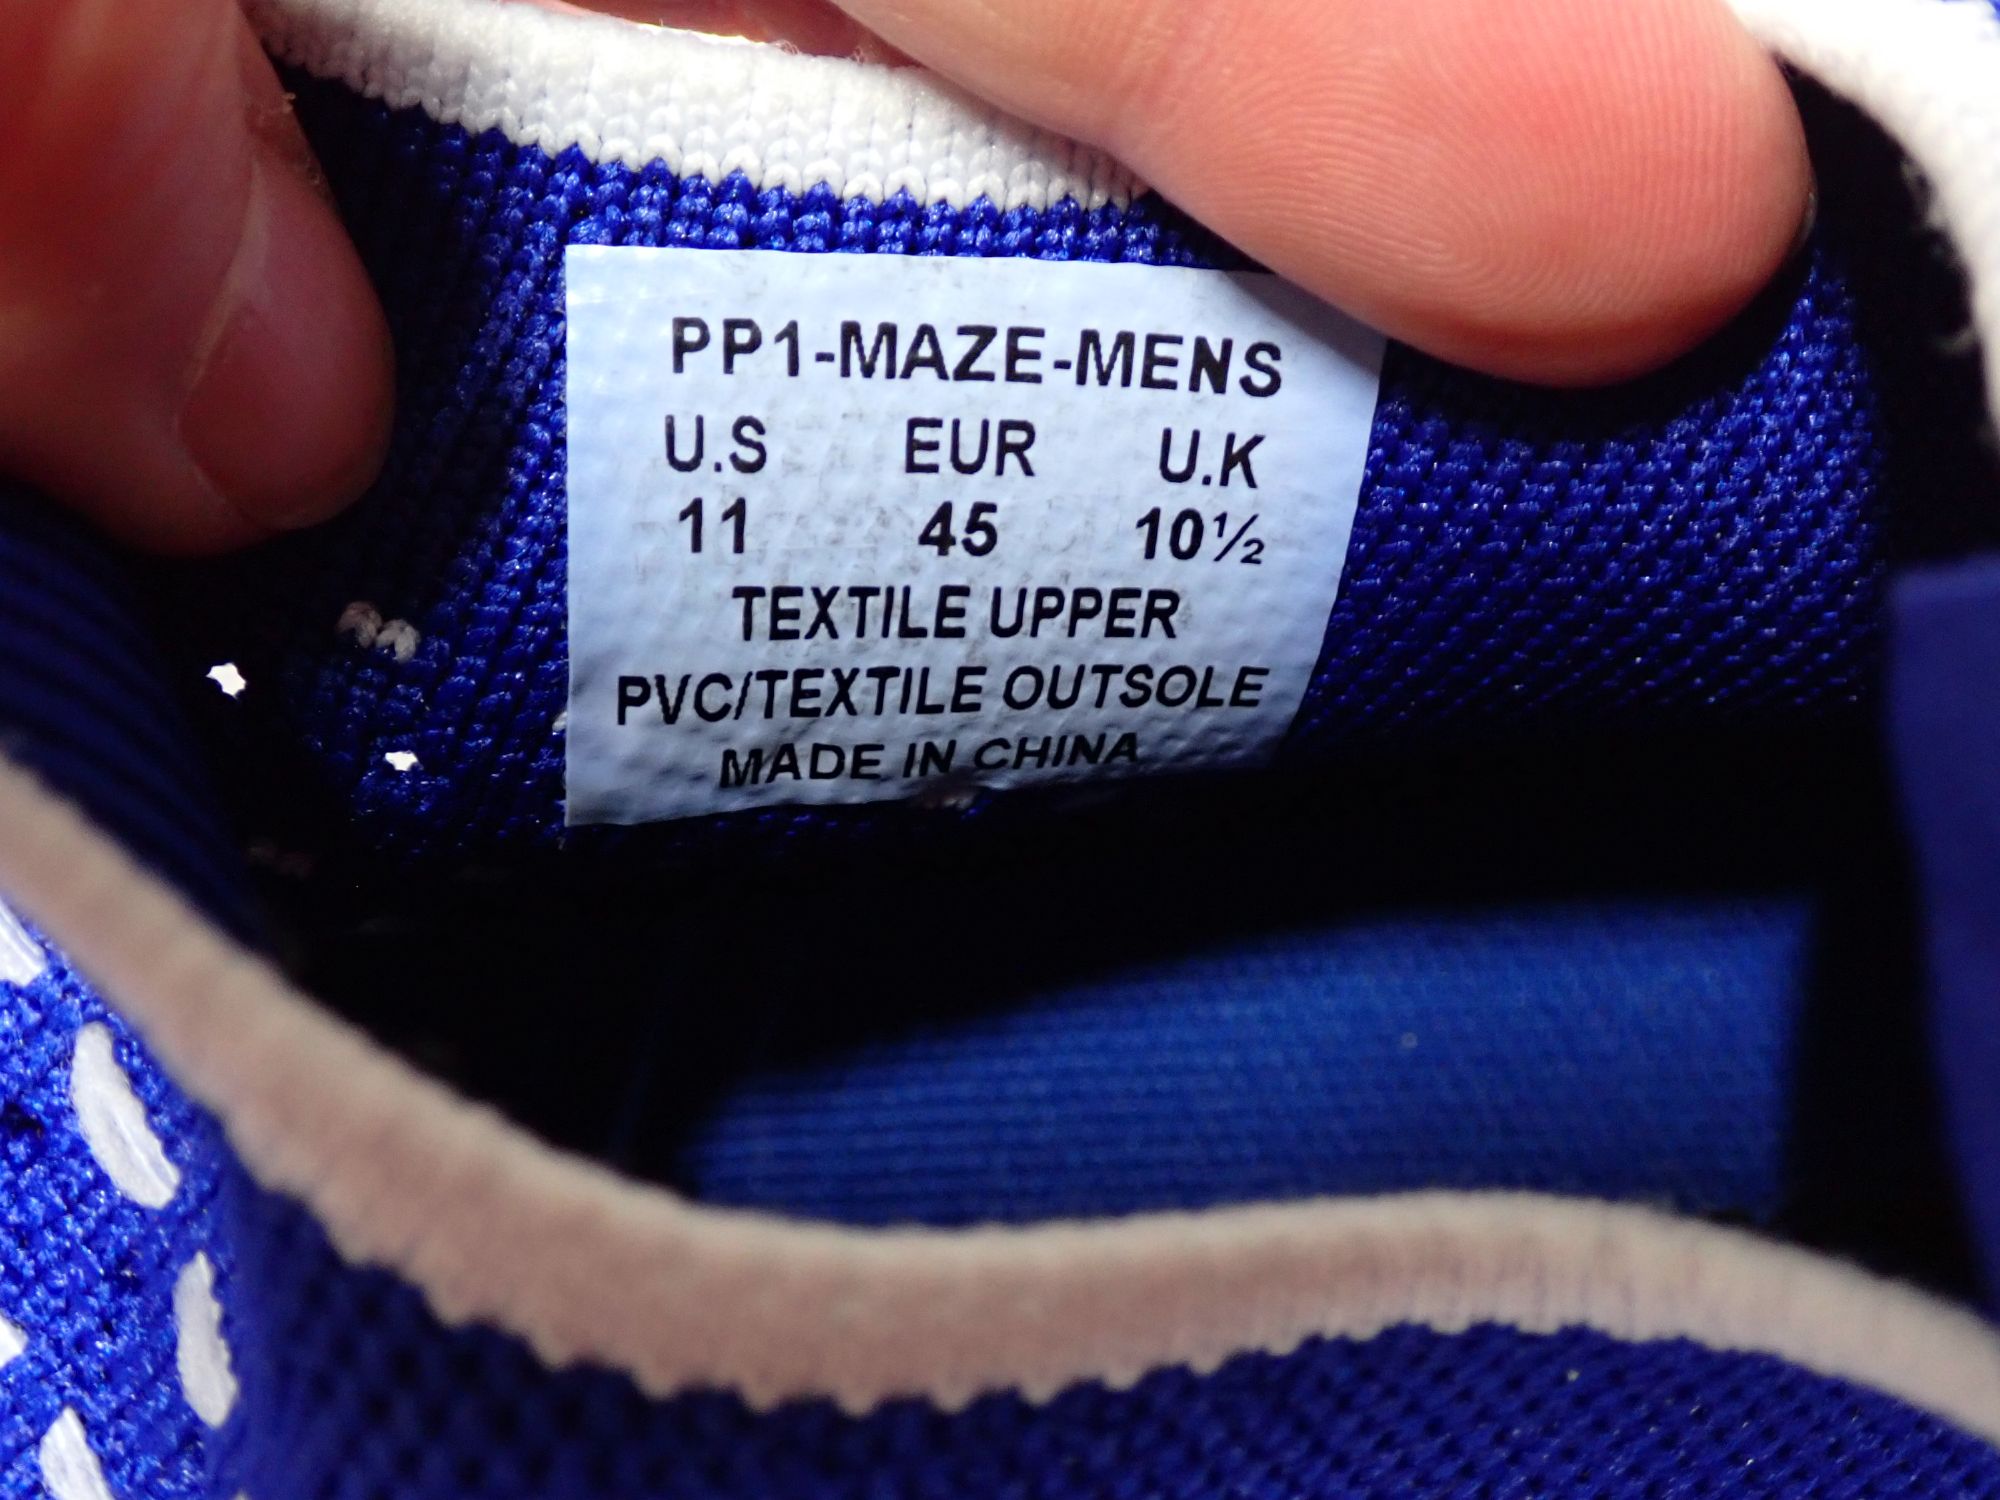 PP1-MAZE-MENS
U.S EUR U.K
11 45 10½
TEXTILE UPPER
PVC/TEXTILE OUTSOLE
MADE IN CHINA